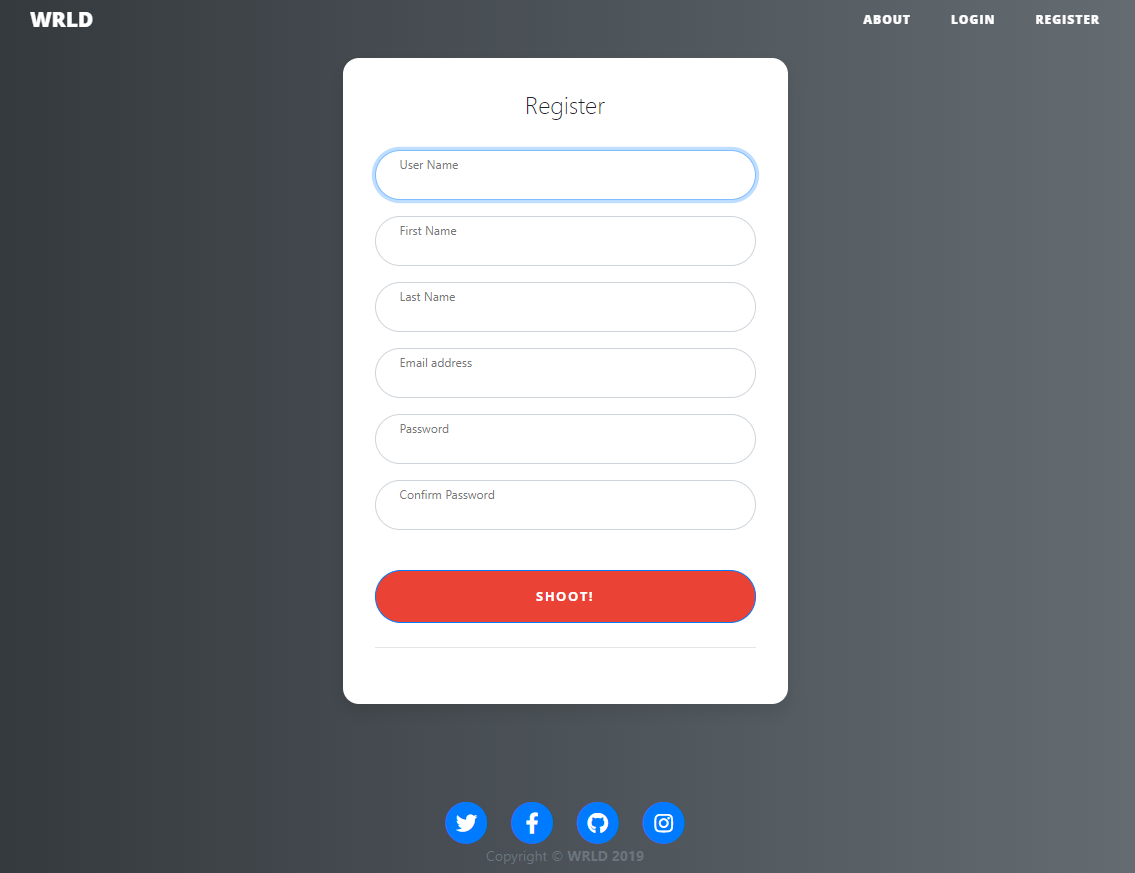 WRLD ABOUT LOGIN REGISTER
Register
User Name
First Name
Last Name
Email address
Password
Confirm Password
SHOOT!
Copyright © WRLD 2019